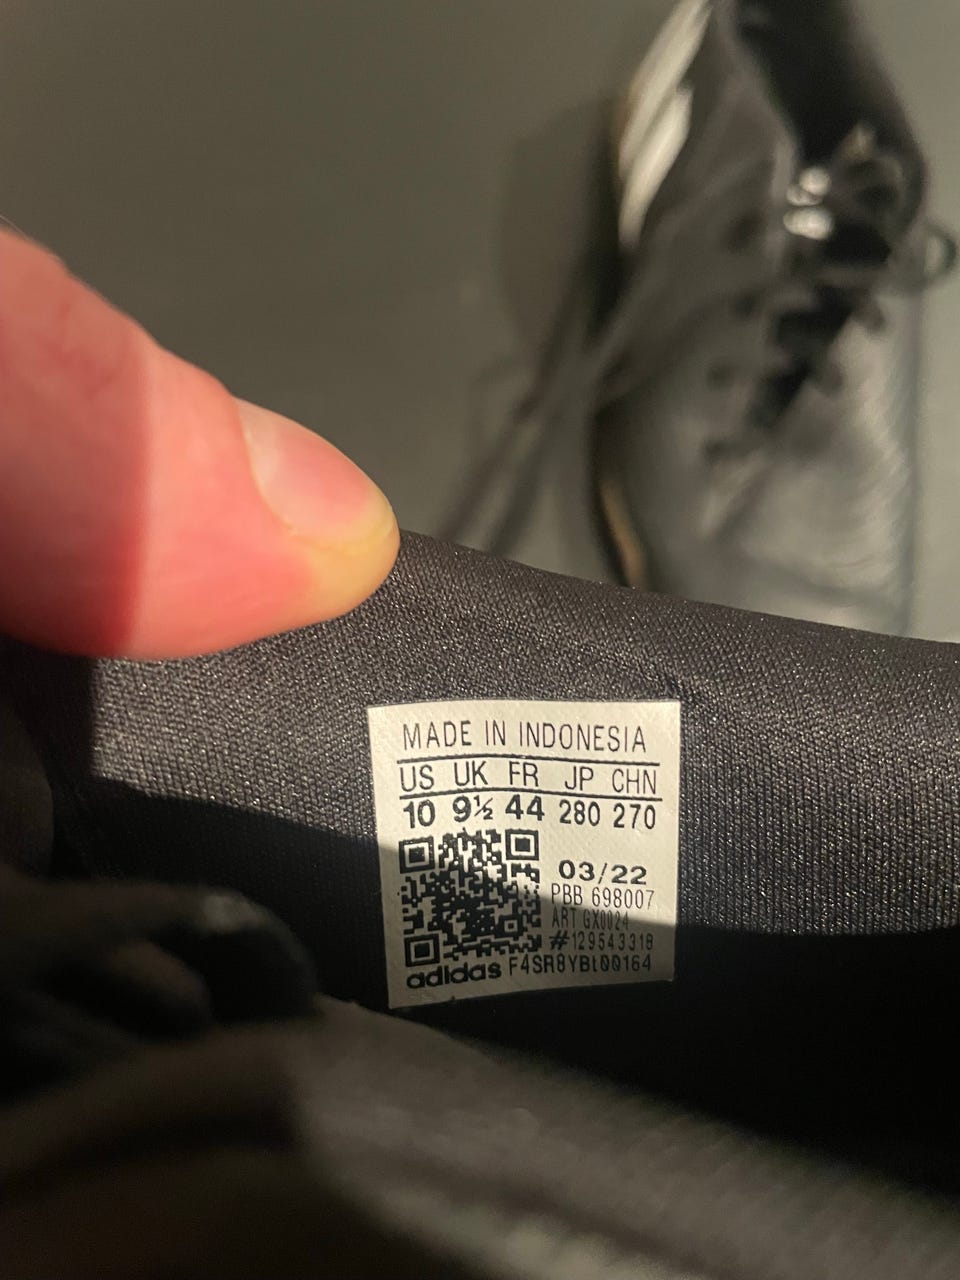 MADE IN INDONESIA
US UK FR JP CHN
10 9½ 44 280 270
03/22
PBB 698007
ART GX0024
#129543318
adidas F4SR8YBt00164